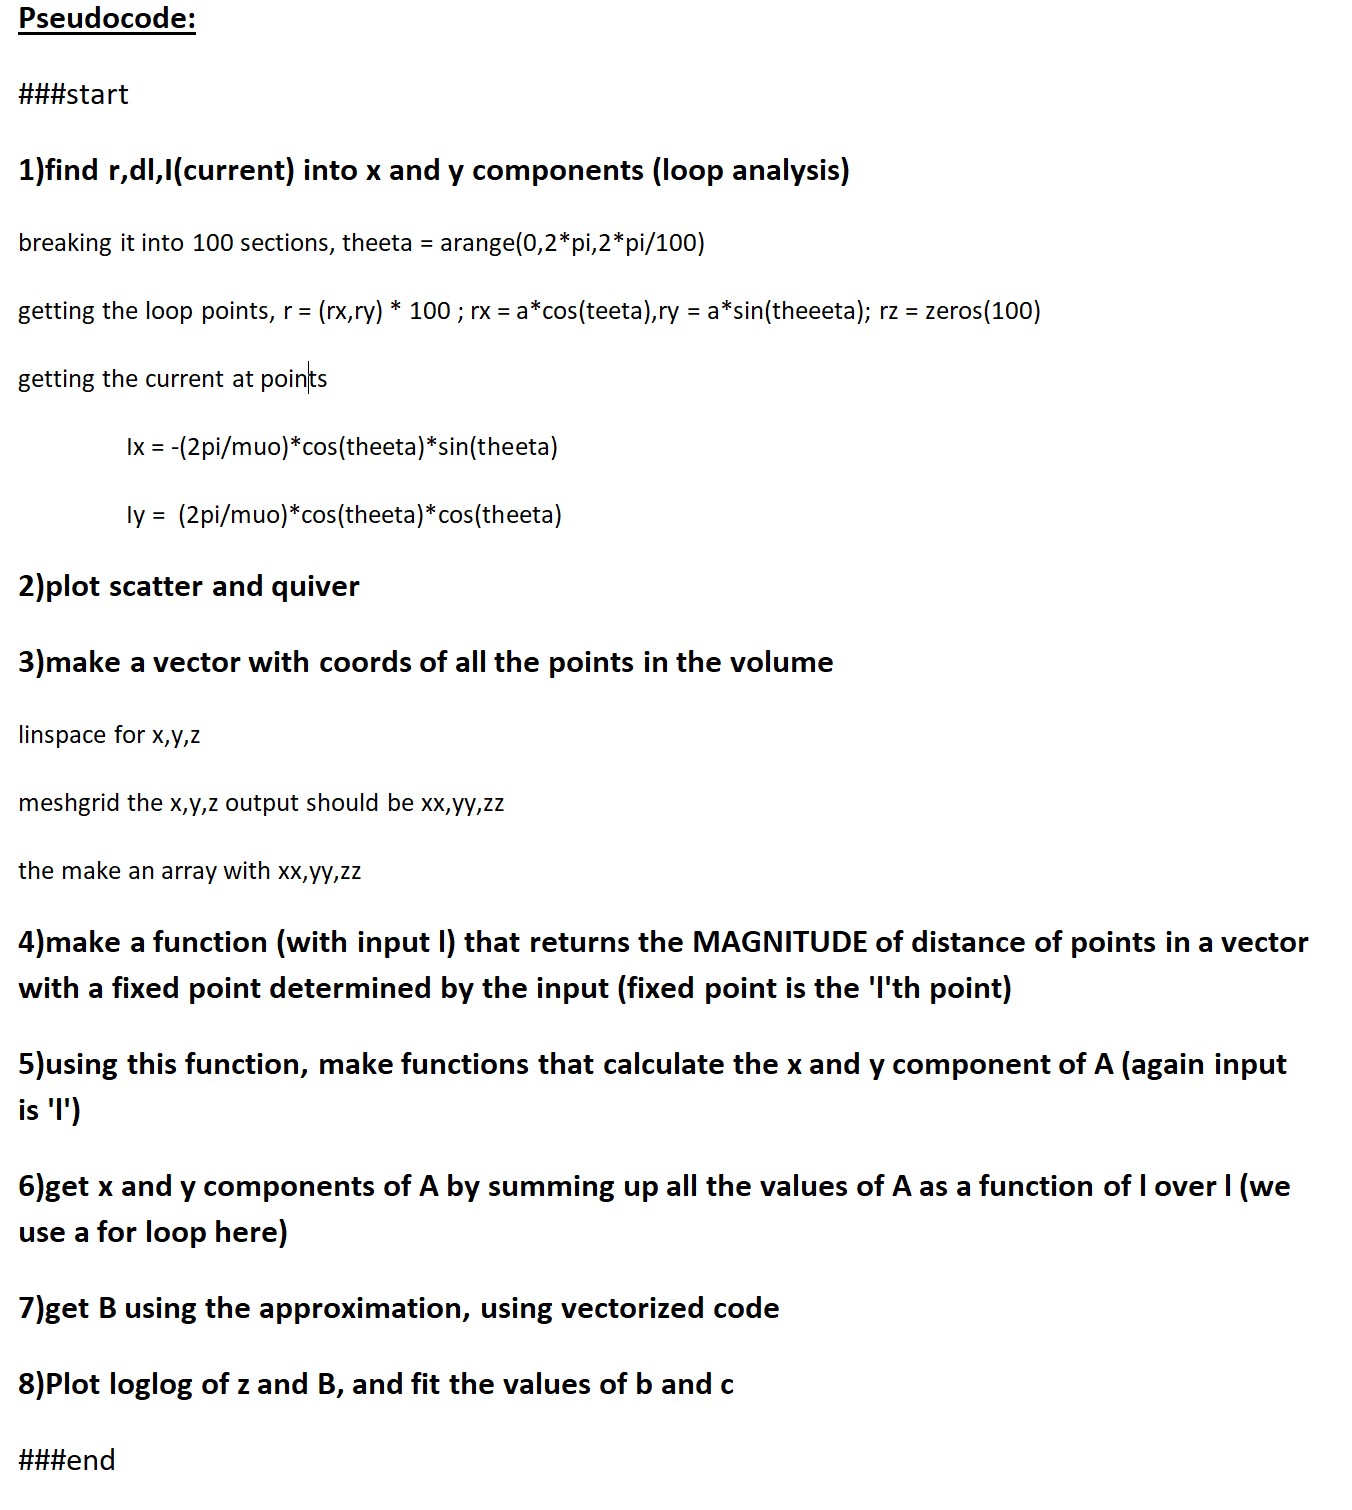 Pseudocode:
###start
1)find r,dl,I(current) into x and y components (loop analysis)
breaking it into 100 sections, theeta = arange(0,2*pi,2*pi/100)
getting the loop points, r = (rx,ry) * 100 ; rx = a*cos(teeta),ry = a*sin(theeeta); rz = zeros(100)
getting the current at points
Ix = -(2pi/muo)*cos(theeta)*sin(theeta)
Iy =  (2pi/muo)*cos(theeta)*cos(theeta)
2)plot scatter and quiver
3)make a vector with coords of all the points in the volume
linspace for x,y,z
meshgrid the x,y,z output should be xx,yy,zz
the make an array with xx,yy,zz
4)make a function (with input l) that returns the MAGNITUDE of distance of points in a vector
with a fixed point determined by the input (fixed point is the 'l'th point)
5)using this function, make functions that calculate the x and y component of A (again input
is 'l')
6)get x and y components of A by summing up all the values of A as a function of l over l (we
use a for loop here)
7)get B using the approximation, using vectorized code
8)Plot loglog of z and B, and fit the values of b and c
###end